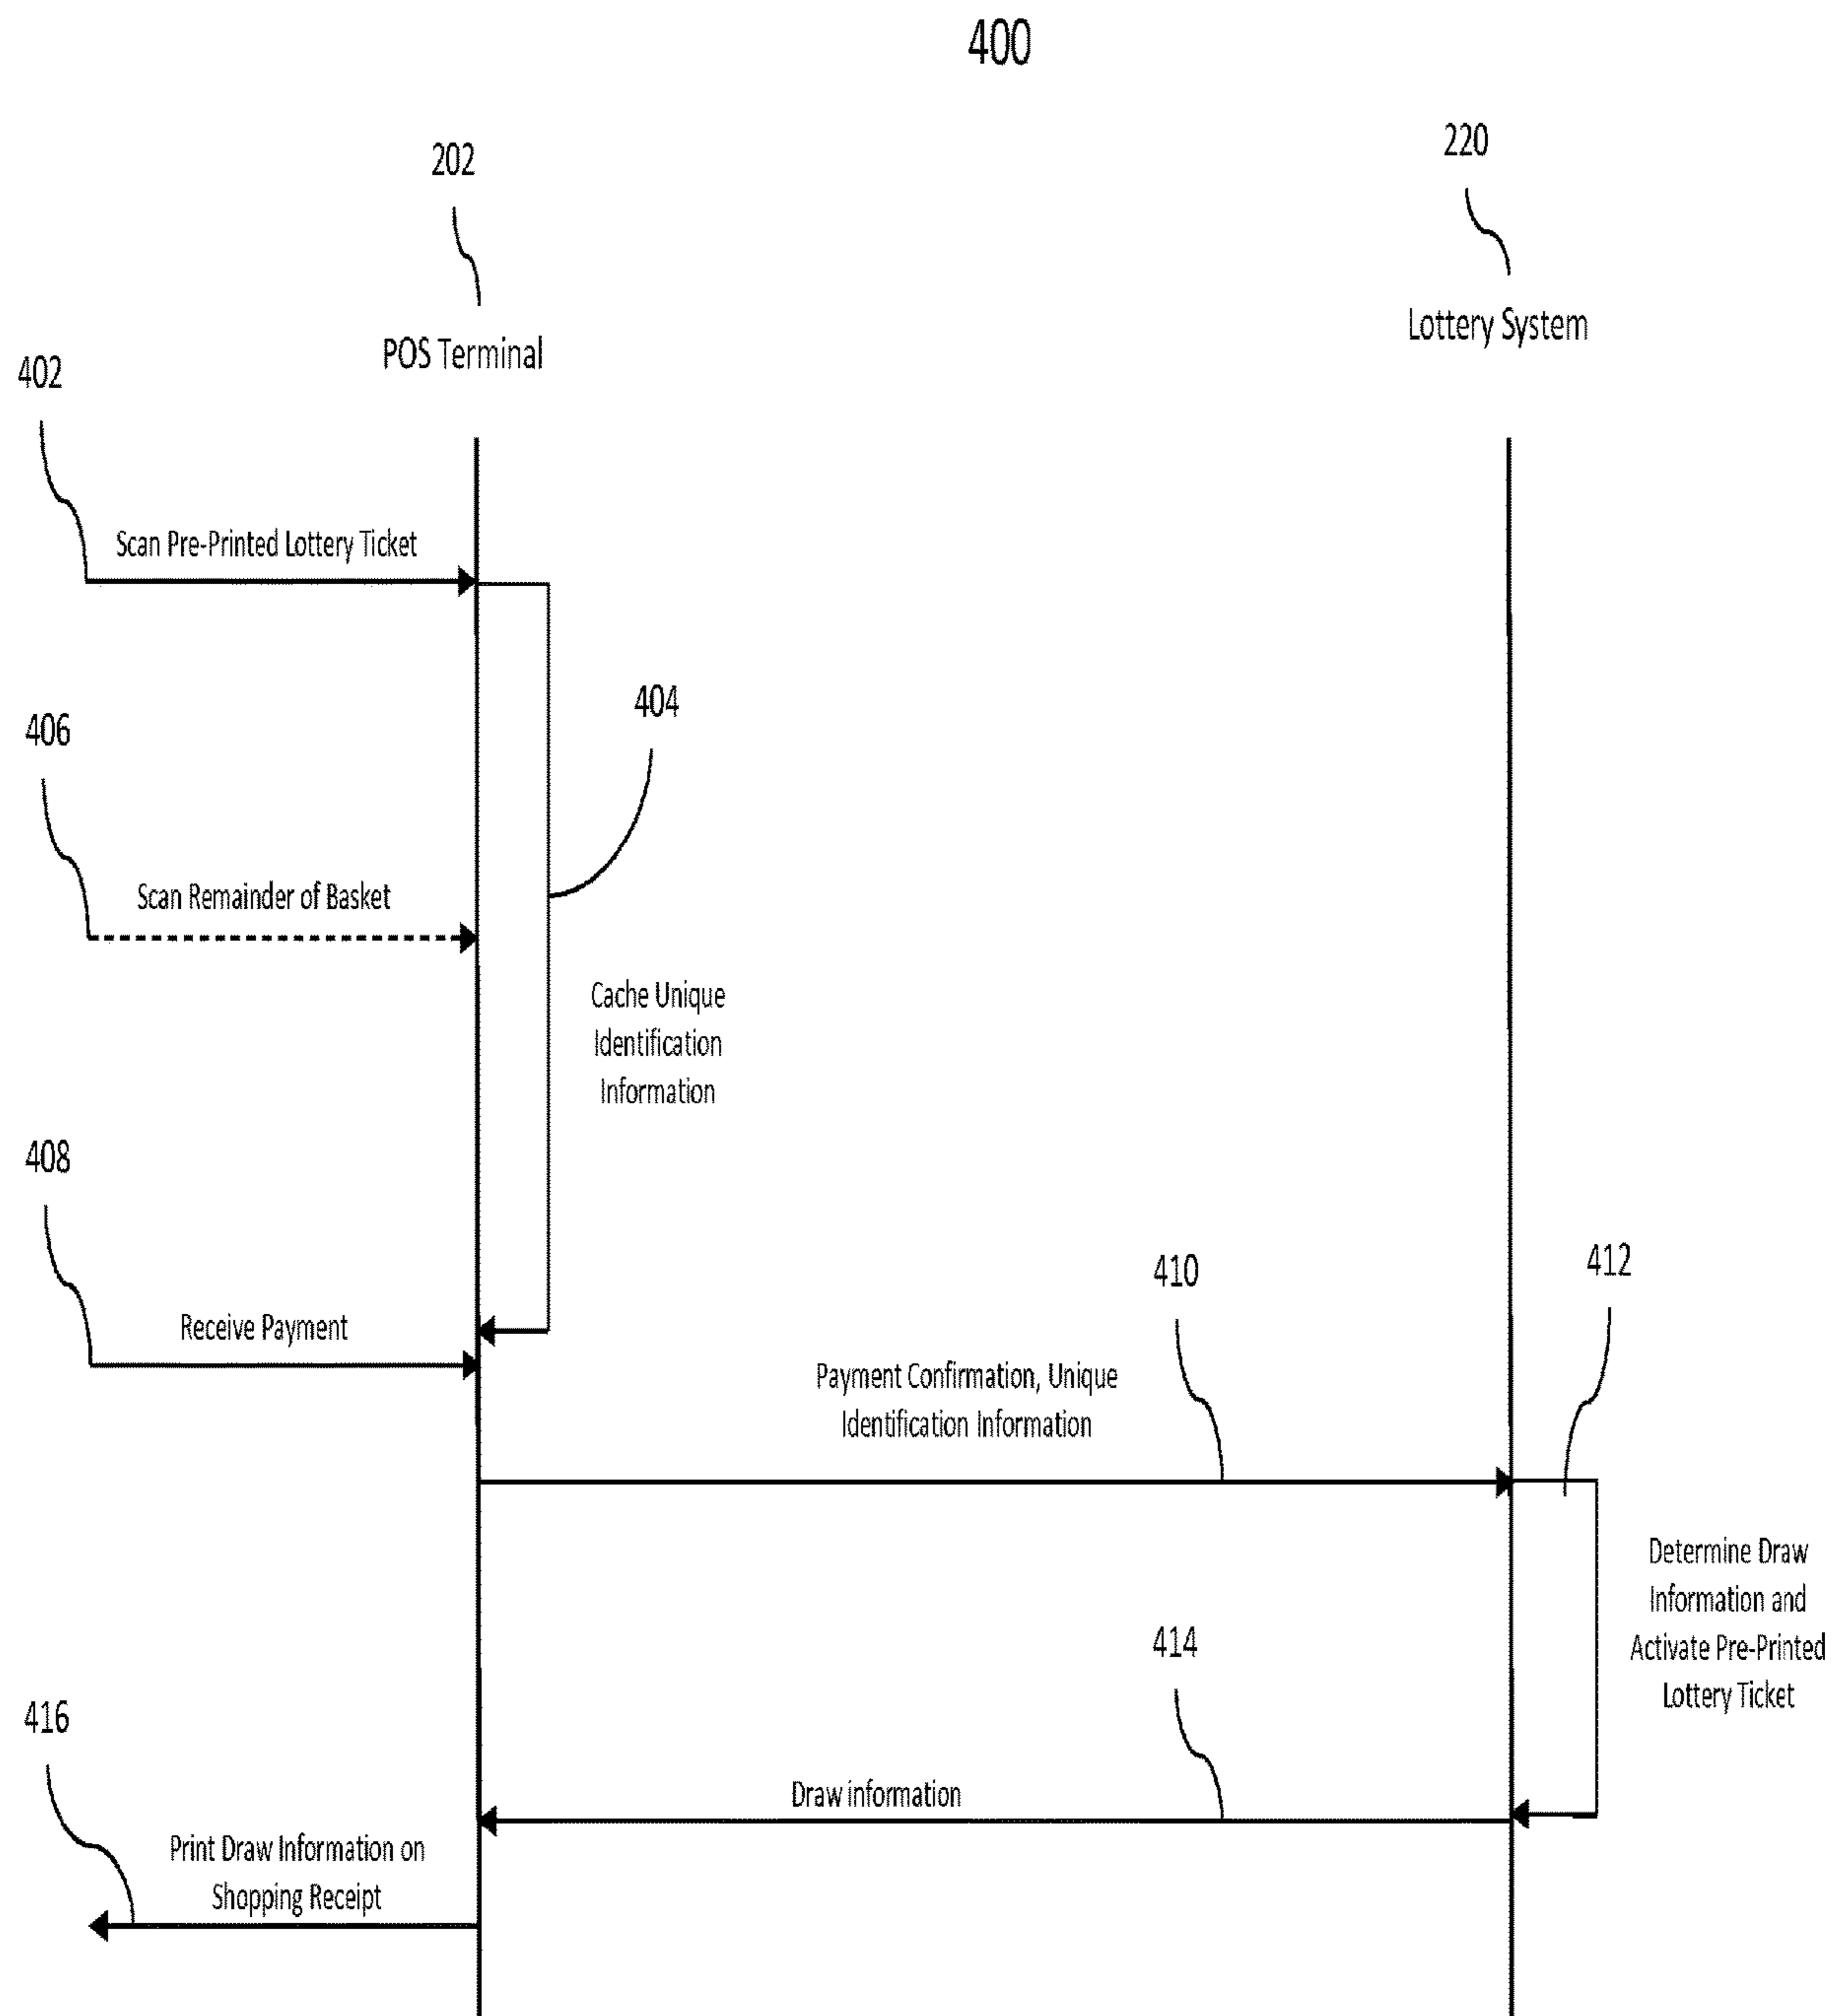 400
202
220
POS Terminal
Lottery System
402
Scan Pre-Printed Lottery Ticket
404
406
Scan Remainder of Basket
Cache Unique
Identification
Information
408
Receive Payment
410
412
Payment Confirmation, Unique
Identification Information
Determine Draw
Information and
Activate Pre-Printed
Lottery Ticket
414
Draw information
416
Print Draw Information on
Shopping Receipt